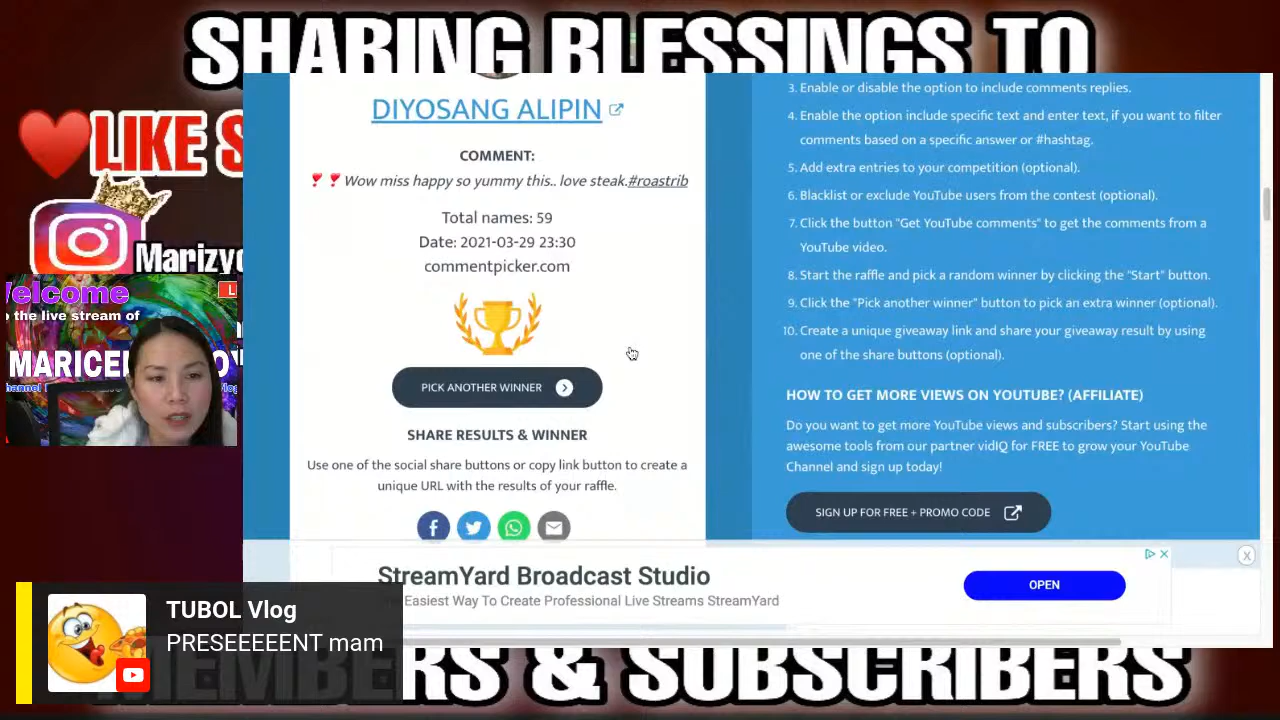 SHARING BLESSINGS TO
LIKE S
Marizy
Welcome
o the live stream of
MARICEL
hannel
DIYOSANG ALIPIN
COMMENT:
❣️ ❣️ Wow miss happy so yummy this.. love steak.#roastrib
Total names: 59
Date: 2021-03-29 23:30
commentpicker.com
PICK ANOTHER WINNER
SHARE RESULTS & WINNER
Use one of the social share buttons or copy link button to create a
unique URL with the results of your raffle.
3. Enable or disable the option to include comments replies.
4. Enable the option include specific text and enter text, if you want to filter
comments based on a specific answer or #hashtag.
5. Add extra entries to your competition (optional).
6. Blacklist or exclude YouTube users from the contest (optional).
7. Click the button "Get YouTube comments" to get the comments from a
YouTube video.
8. Start the raffle and pick a random winner by clicking the "Start" button.
9. Click the "Pick another winner" button to pick an extra winner (optional).
10. Create a unique giveaway link and share your giveaway result by using
one of the share buttons (optional).
HOW TO GET MORE VIEWS ON YOUTUBE? (AFFILIATE)
Do you want to get more YouTube views and subscribers? Start using the
awesome tools from our partner vidIQ for FREE to grow your YouTube
Channel and sign up today!
SIGN UP FOR FREE + PROMO CODE
StreamYard Broadcast Studio
Easiest Way To Create Professional Live Streams StreamYard
OPEN
X
TUBOL Vlog
PRESEEEEENT mam
MEMBERS & SUBSCRIBERS